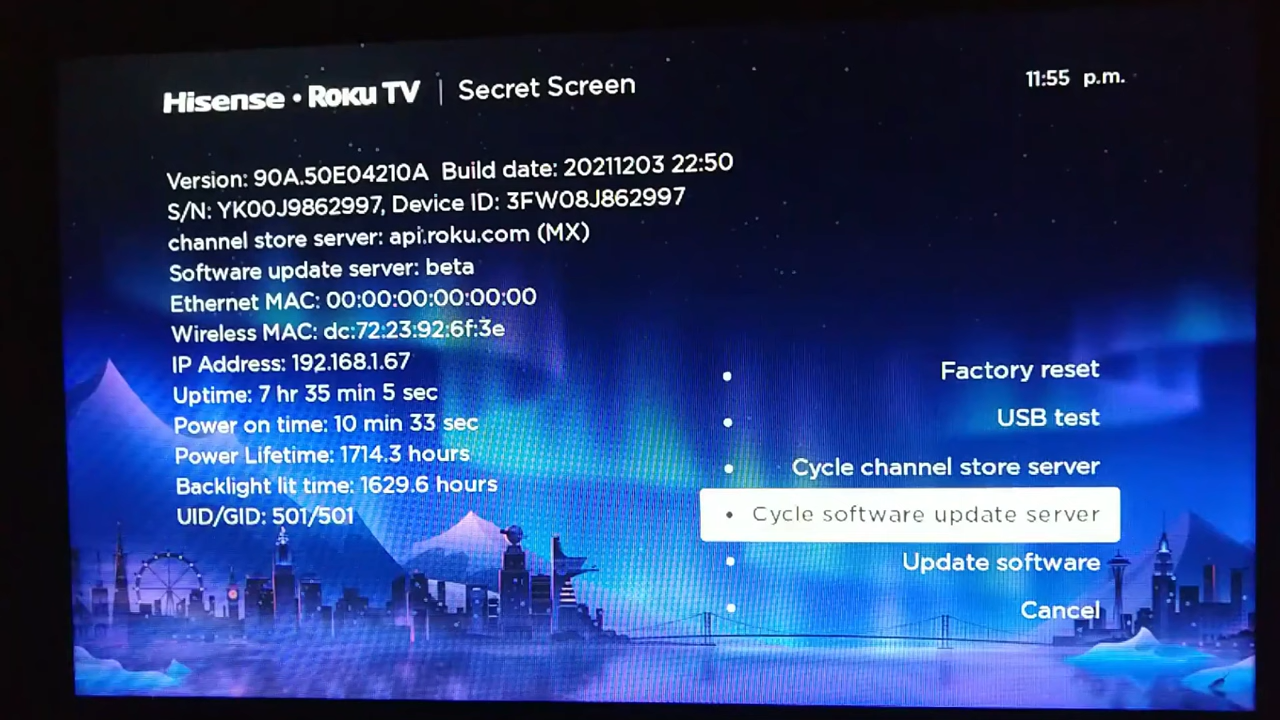 Hisense • Roku TV | Secret Screen
11:55 p.m.
Version: 90A.50E04210A Build date: 20211203 22:50
S/N: YK00J9862997, Device ID: 3FW08J862997
channel store server: api.roku.com (MX)
Software update server: beta
Ethernet MAC: 00:00:00:00:00:00
Wireless MAC: dc:72:23:92:6f:3e
IP Address: 192.168.1.67
Uptime: 7 hr 35 min 5 sec
Power on time: 10 min 33 sec
Power Lifetime: 1714.3 hours
Backlight lit time: 1629.6 hours
UID/GID: 501/501
• Factory reset
• USB test
• Cycle channel store server
• Cycle software update server
• Update software
• Cancel